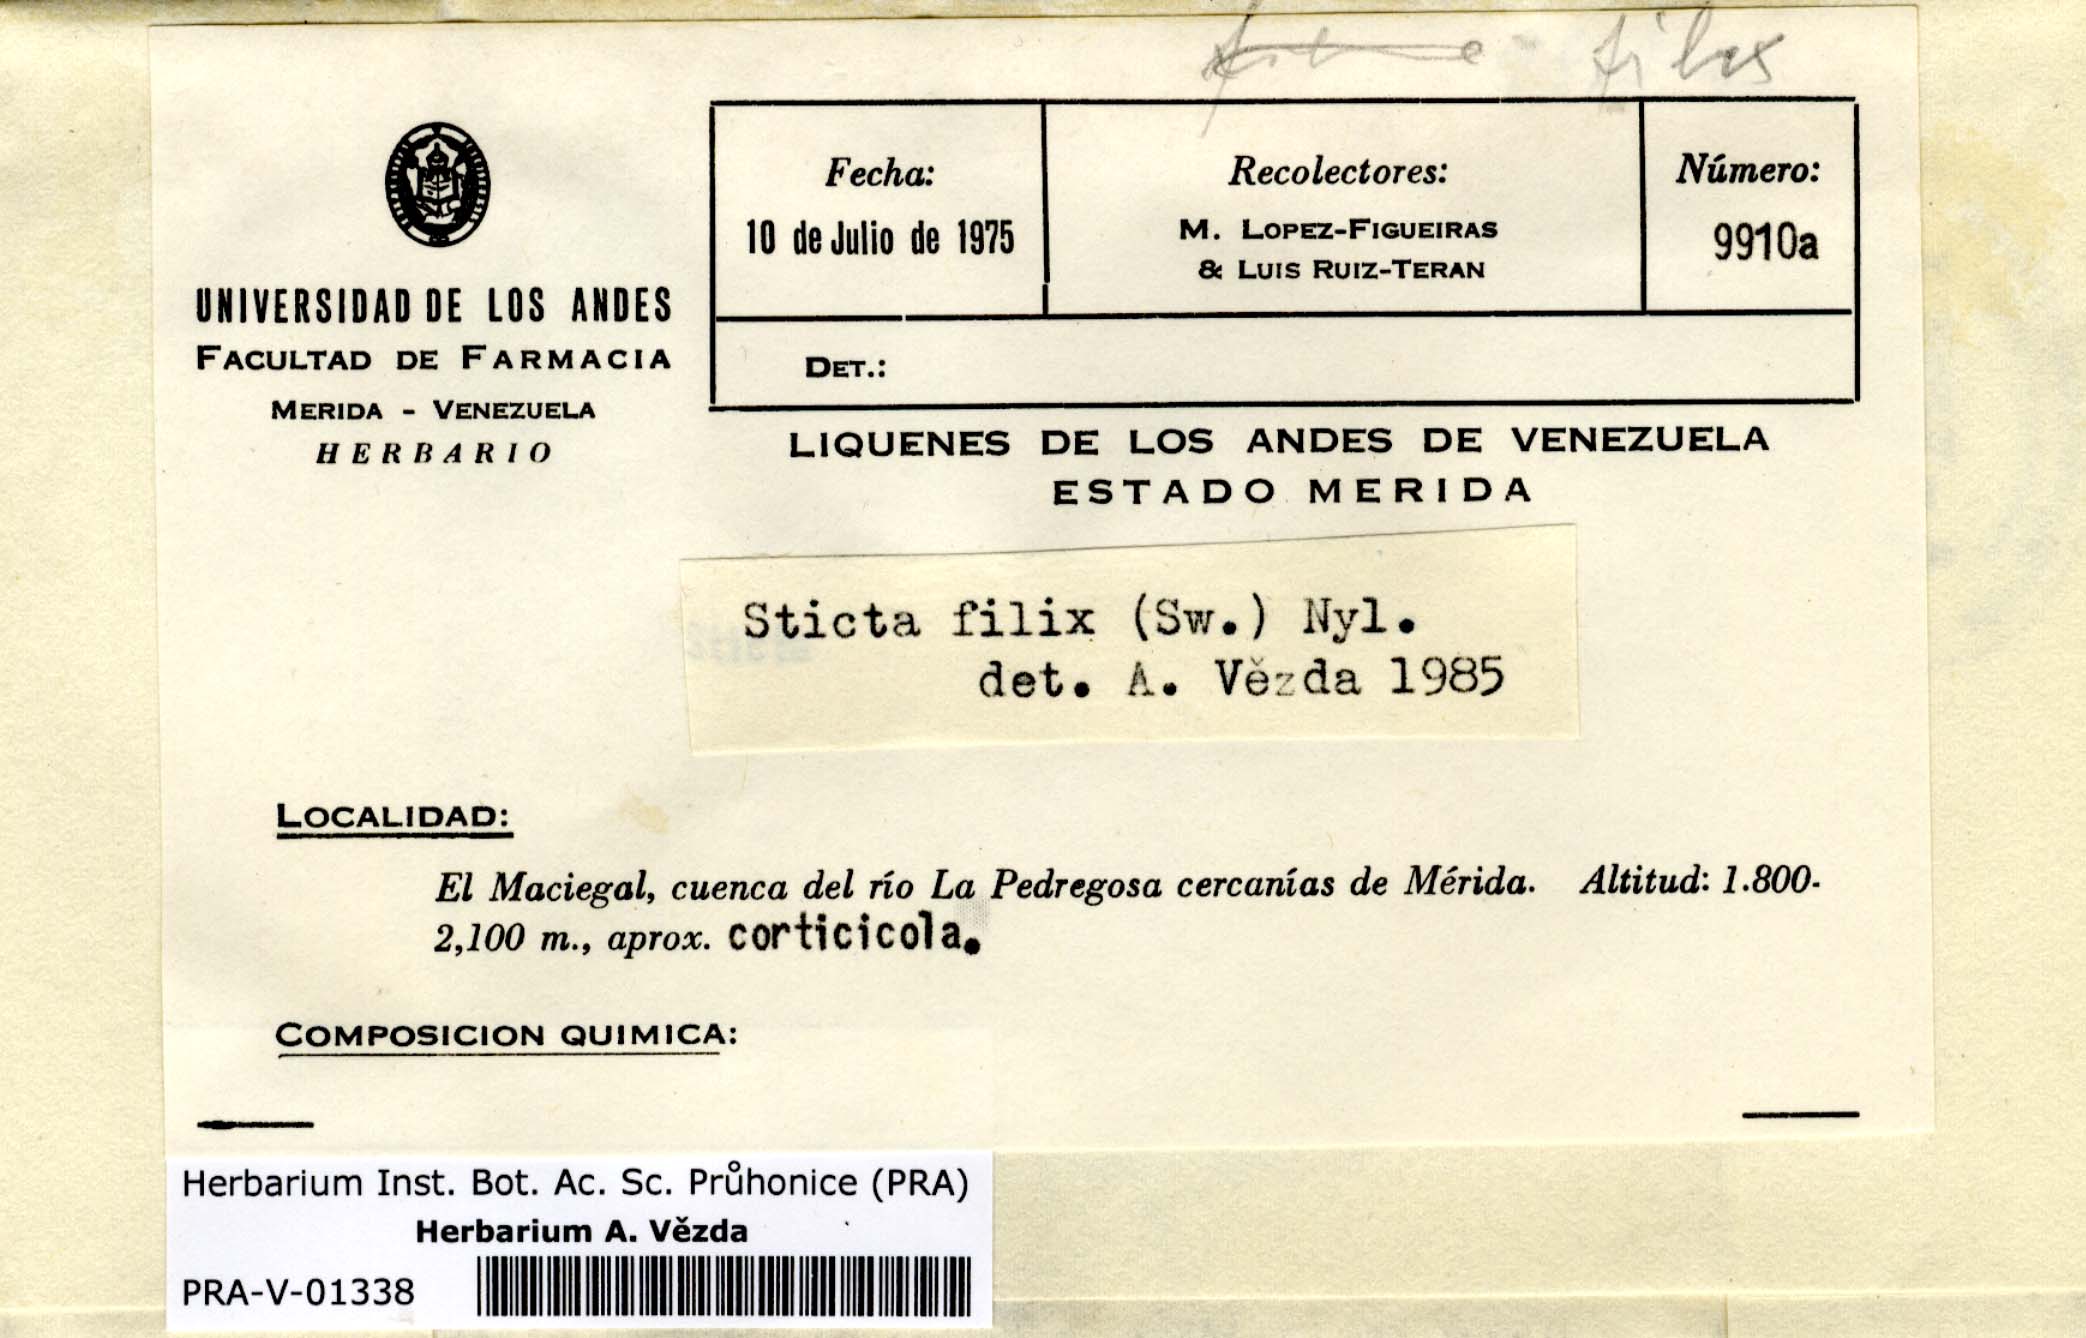 filix
UNIVERSIDAD DE LOS ANDES
FACULTAD DE FARMACIA
MERIDA - VENEZUELA
HERBARIO
Fecha:
10 de Julio de 1975
Recolectores:
M. LOPEZ-FIGUEIRAS
& LUIS RUIZ-TERAN
Número:
9910a
DET.:
LIQUENES DE LOS ANDES DE VENEZUELA
ESTADO MERIDA
Sticta filix (Sw.) Nyl.
det. A. Vězda 1985
LOCALIDAD:
El Maciegal, cuenca del río La Pedregosa cercanías de Mérida. Altitud: 1.800-
2,100 m., aprox. corticicola.
COMPOSICION QUIMICA:
Herbarium Inst. Bot. Ac. Sc. Průhonice (PRA)
Herbarium A. Vězda
PRA-V-01338